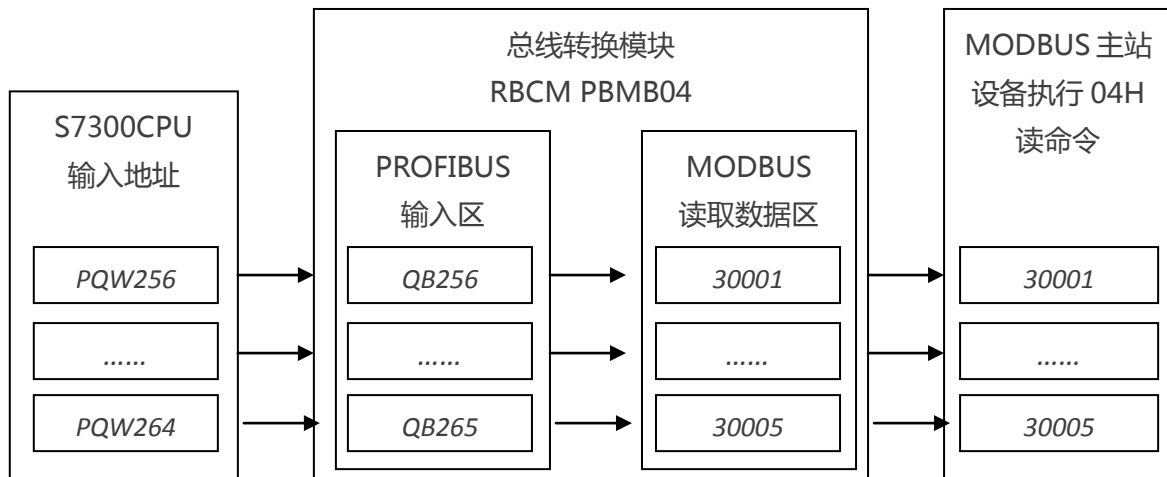 总线转换模块
RBCM PBMB04
MODBUS 主站
设备执行 04H
读命令
S7300CPU
输入地址
PROFIBUS
输入区
MODBUS
读取数据区
PQW256
QB256
30001
30001
……
……
……
……
PQW264
QB265
30005
30005